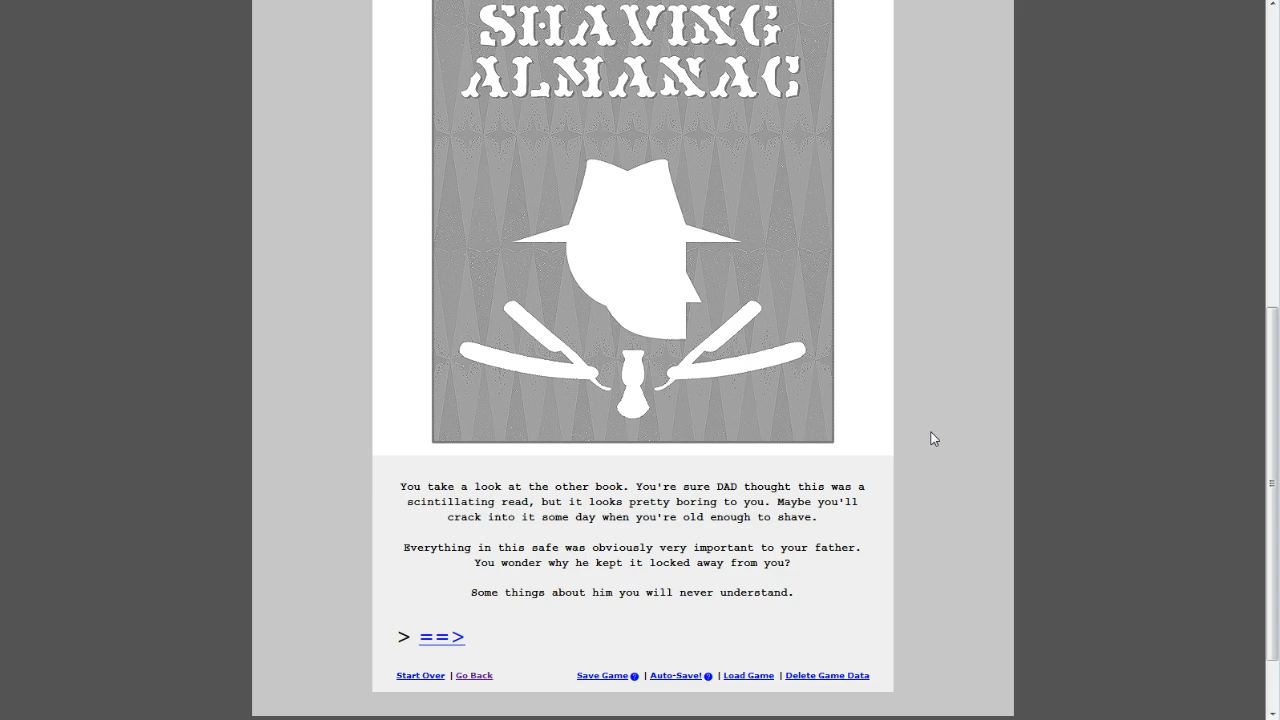 SHAVING
ALMANAC
You take a look at the other book. You're sure DAD thought this was a
scintillating read, but it looks pretty boring to you. Maybe you'll
crack into it some day when you're old enough to shave.
Everything in this safe was obviously very important to your father.
You wonder why he kept it locked away from you?
Some things about him you will never understand.
> ==>
Start Over | Go Back Save Game ? | Auto-Save! ? | Load Game | Delete Game Data